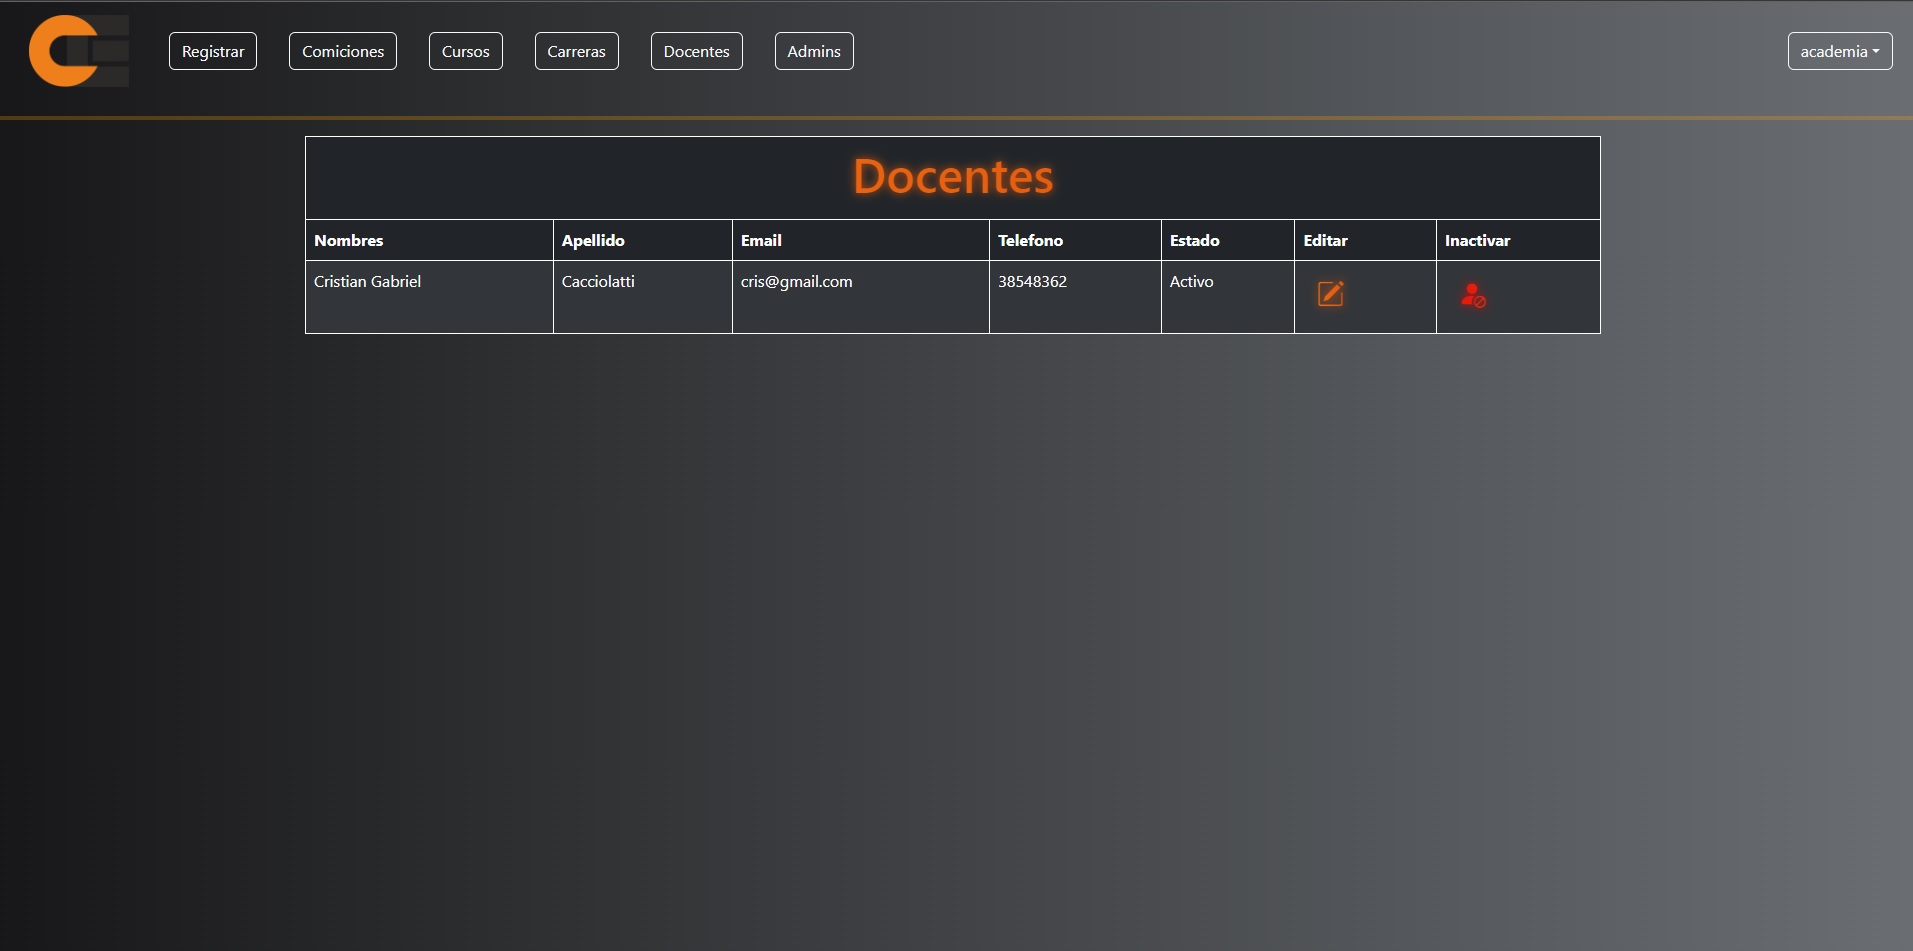 Registrar Comiciones Cursos Carreras Docentes Admins academia
Docentes
Nombres Apellido Email Telefono Estado Editar Inactivar
Cristian Gabriel Cacciolatti cris@gmail.com 38548362 Activo